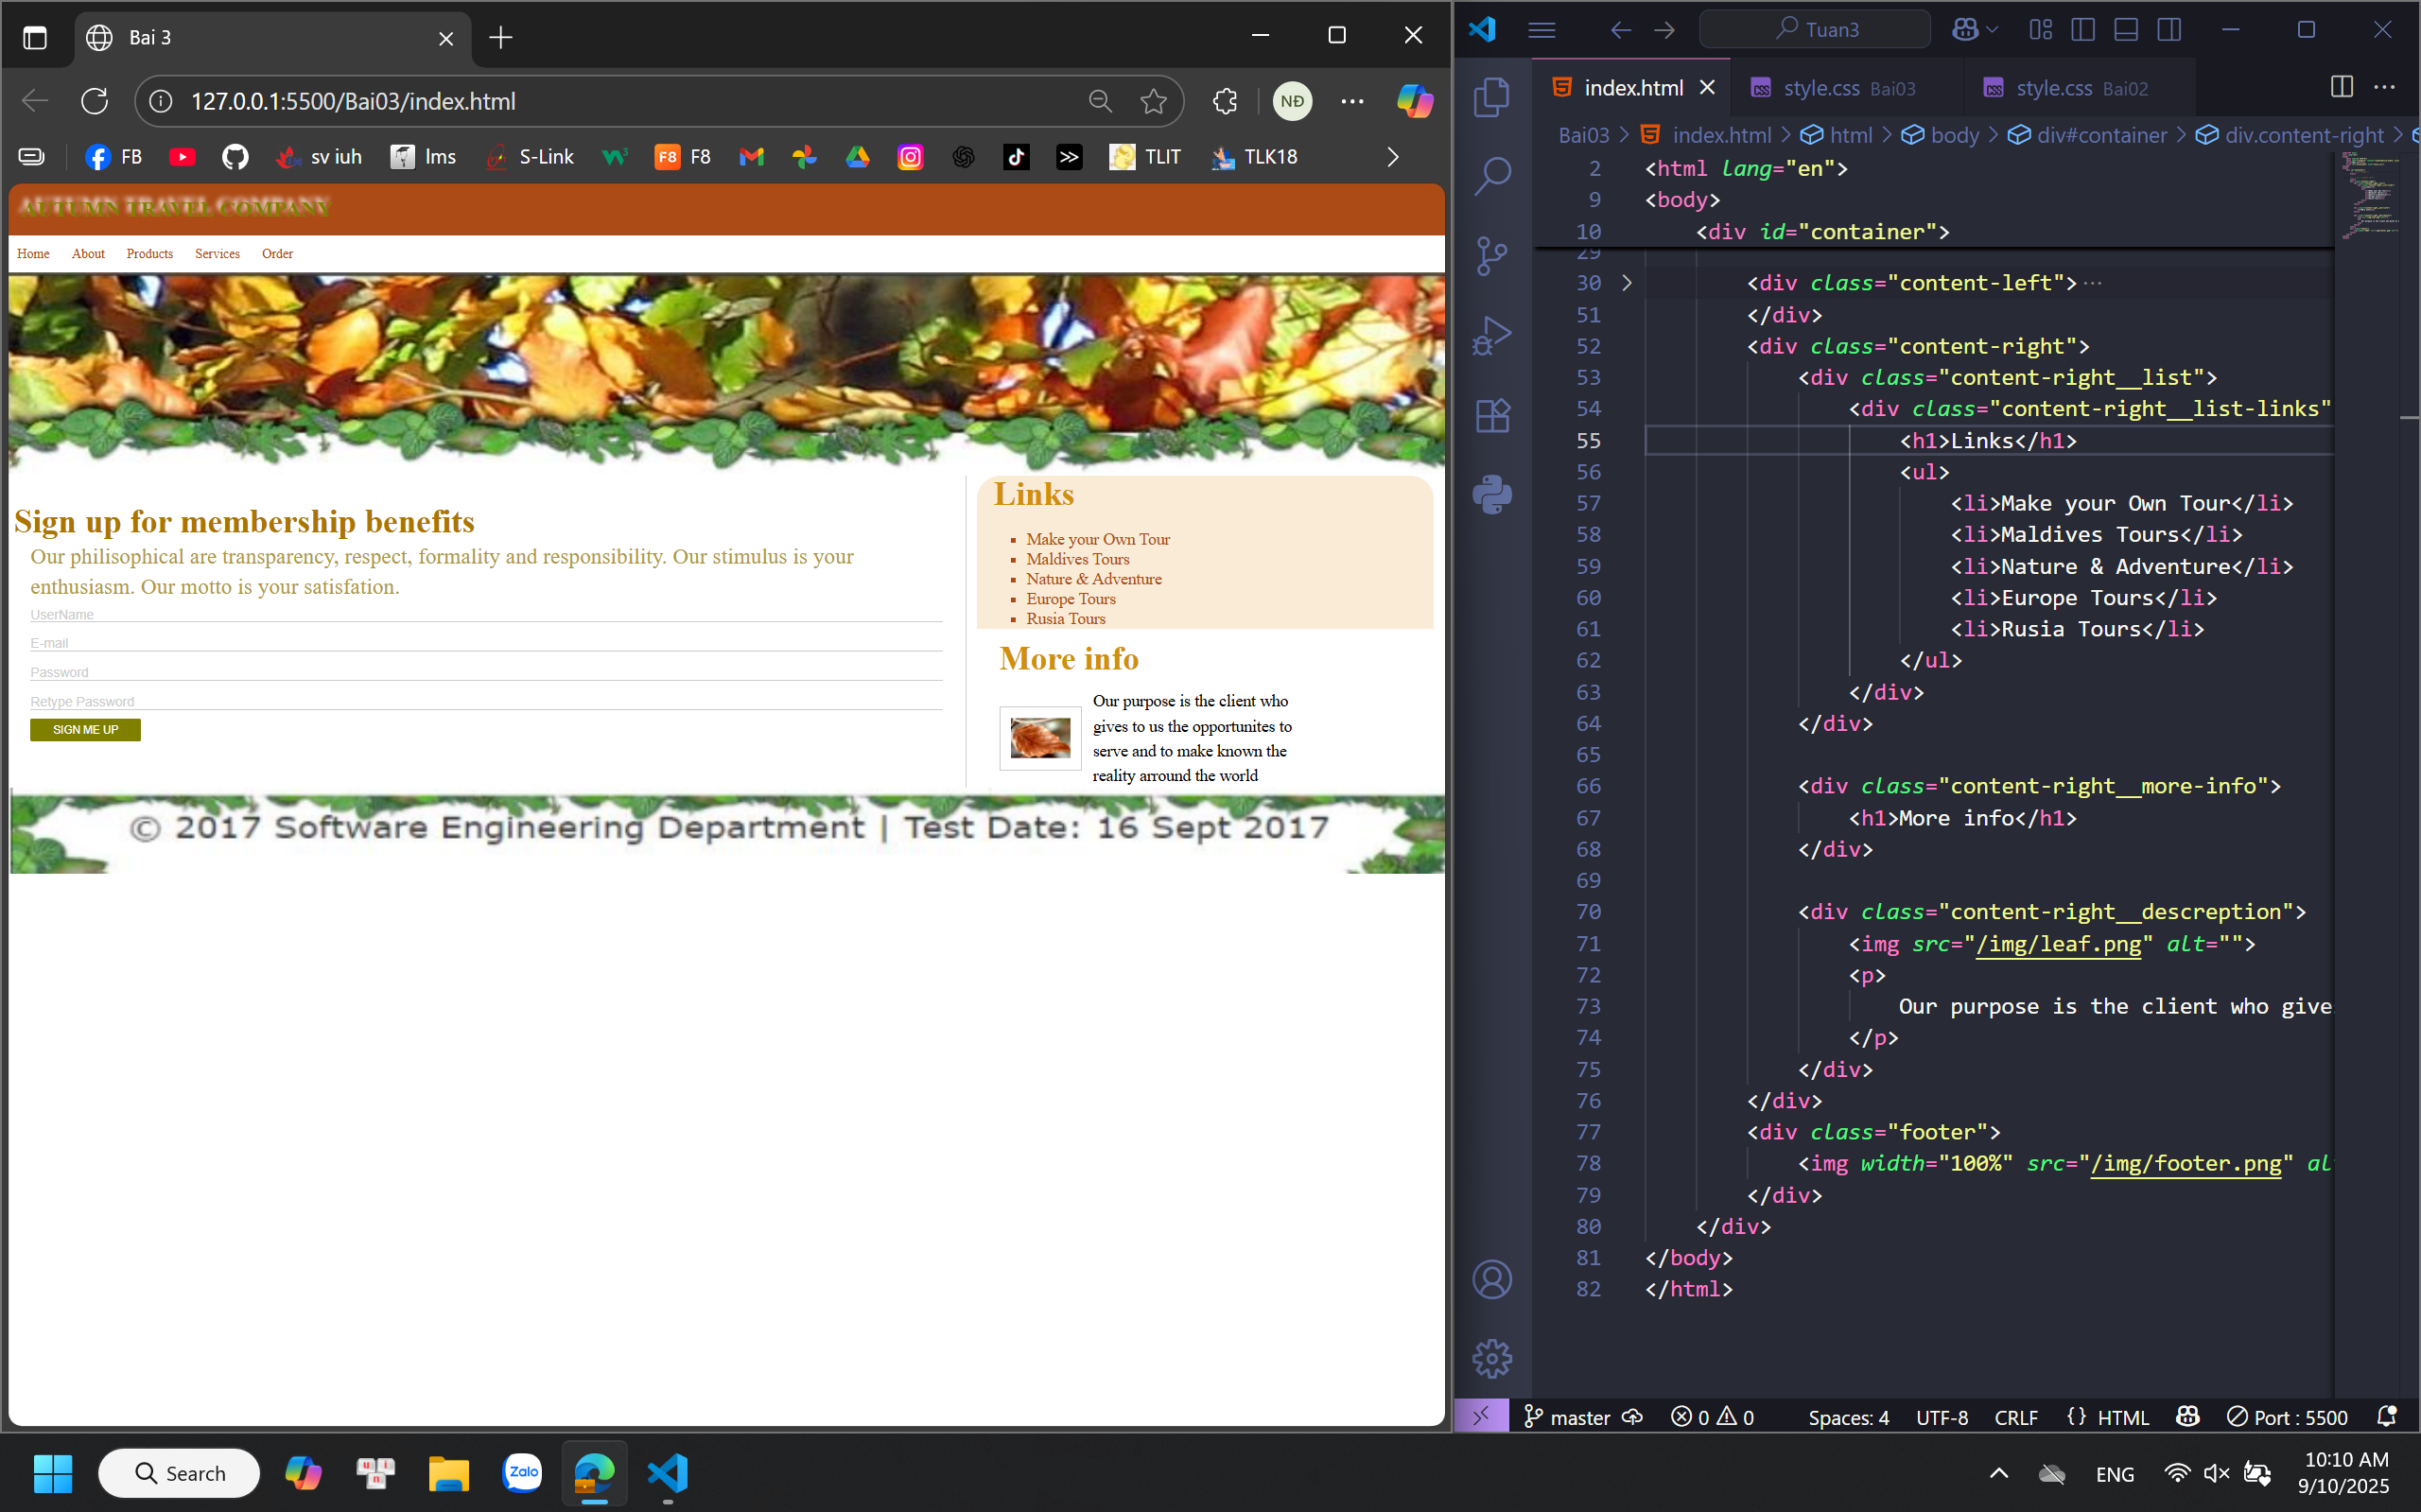 Bai 3
127.0.0.1:5500/Bai03/index.html
NĐ
FB
sv iuh
lms
S-Link
F8
F8
TLIT
TLK18
AUTUMN TRAVEL COMPANY
Home About Products Services Order
Sign up for membership benefits
Our philisophical are transparency, respect, formality and responsibility. Our stimulus is your
enthusiasm. Our motto is your satisfation.
UserName
E-mail
Password
Retype Password
SIGN ME UP
Links
Make your Own Tour
Maldives Tours
Nature & Adventure
Europe Tours
Rusia Tours
More info
Our purpose is the client who
gives to us the opportunites to
serve and to make known the
reality arround the world
© 2017 Software Engineering Department | Test Date: 16 Sept 2017
Tuan3
index.html
style.css Bai03
style.css Bai02
Bai03 > index.html > html > body > div#container > div.content-right >
2 <html lang="en">
9 <body>
10 <div id="container">
29
30 <div class="content-left"> ...
51 </div>
52 <div class="content-right">
53 <div class="content-right__list">
54 <div class="content-right__list-links"
55 <h1>Links</h1>
56 <ul>
57 <li>Make your Own Tour</li>
58 <li>Maldives Tours</li>
59 <li>Nature & Adventure</li>
60 <li>Europe Tours</li>
61 <li>Rusia Tours</li>
62 </ul>
63 </div>
64 </div>
65
66 <div class="content-right__more-info">
67 <h1>More info</h1>
68 </div>
69
70 <div class="content-right__descreption">
71 <img src="/img/leaf.png" alt="">
72 <p>
73 Our purpose is the client who give
74 </p>
75 </div>
76 </div>
77 <div class="footer">
78 <img width="100%" src="/img/footer.png" al
79 </div>
80 </div>
81 </body>
82 </html>
master 0 0 Spaces: 4 UTF-8 CRLF {} HTML Port : 5500
Search
Zalo
ENG
10:10 AM
9/10/2025